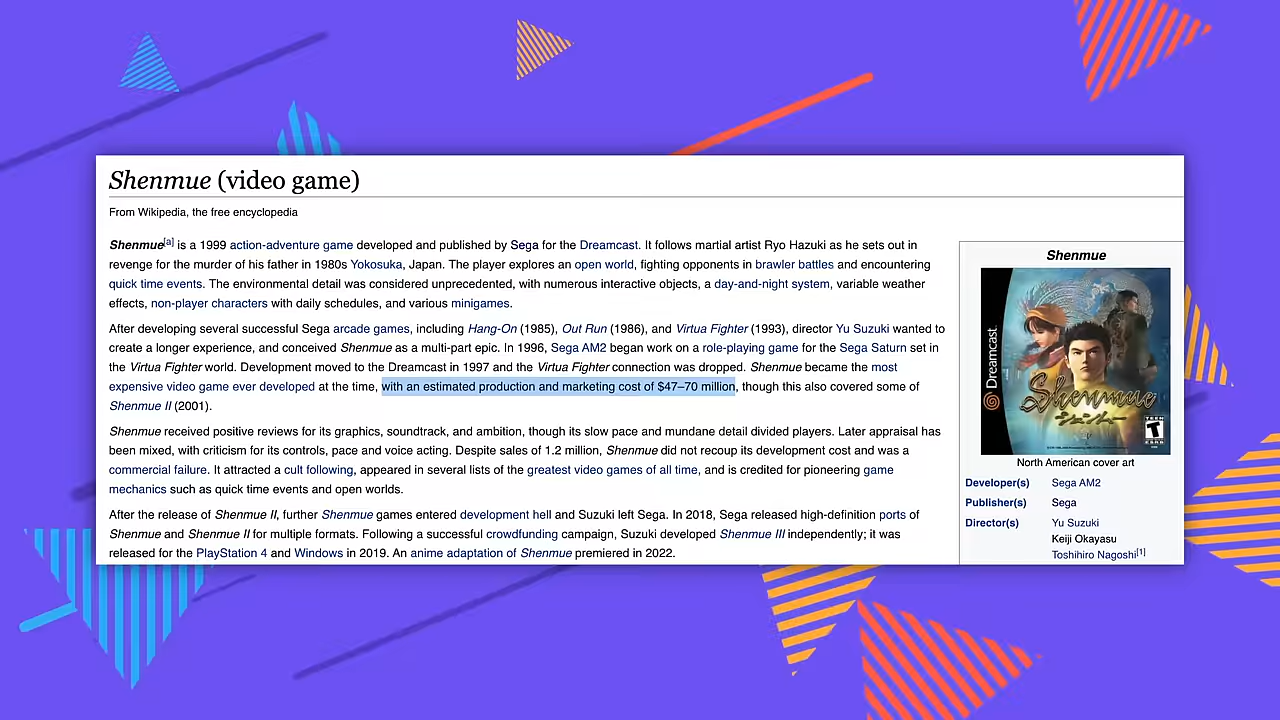 Shenmue (video game)
From Wikipedia, the free encyclopedia
Shenmue[a] is a 1999 action-adventure game developed and published by Sega for the Dreamcast. It follows martial artist Ryo Hazuki as he sets out in
revenge for the murder of his father in 1980s Yokosuka, Japan. The player explores an open world, fighting opponents in brawler battles and encountering
quick time events. The environmental detail was considered unprecedented, with numerous interactive objects, a day-and-night system, variable weather
effects, non-player characters with daily schedules, and various minigames.
After developing several successful Sega arcade games, including Hang-On (1985), Out Run (1986), and Virtua Fighter (1993), director Yu Suzuki wanted to
create a longer experience, and conceived Shenmue as a multi-part epic. In 1996, Sega AM2 began work on a role-playing game for the Sega Saturn set in
the Virtua Fighter world. Development moved to the Dreamcast in 1997 and the Virtua Fighter connection was dropped. Shenmue became the most
expensive video game ever developed at the time, with an estimated production and marketing cost of $47–70 million, though this also covered some of
Shenmue II (2001).
Shenmue received positive reviews for its graphics, soundtrack, and ambition, though its slow pace and mundane detail divided players. Later appraisal has
been mixed, with criticism for its controls, pace and voice acting. Despite sales of 1.2 million, Shenmue did not recoup its development cost and was a
commercial failure. It attracted a cult following, appeared in several lists of the greatest video games of all time, and is credited for pioneering game
mechanics such as quick time events and open worlds.
After the release of Shenmue II, further Shenmue games entered development hell and Suzuki left Sega. In 2018, Sega released high-definition ports of
Shenmue and Shenmue II for multiple formats. Following a successful crowdfunding campaign, Suzuki developed Shenmue III independently; it was
released for the PlayStation 4 and Windows in 2019. An anime adaptation of Shenmue premiered in 2022.
Shenmue
Dreamcast.
Shenmue
TEEN
T
ESRB
North American cover art
Developer(s) Sega AM2
Publisher(s) Sega
Director(s) Yu Suzuki
Keiji Okayasu
Toshihiro Nagoshi[1]